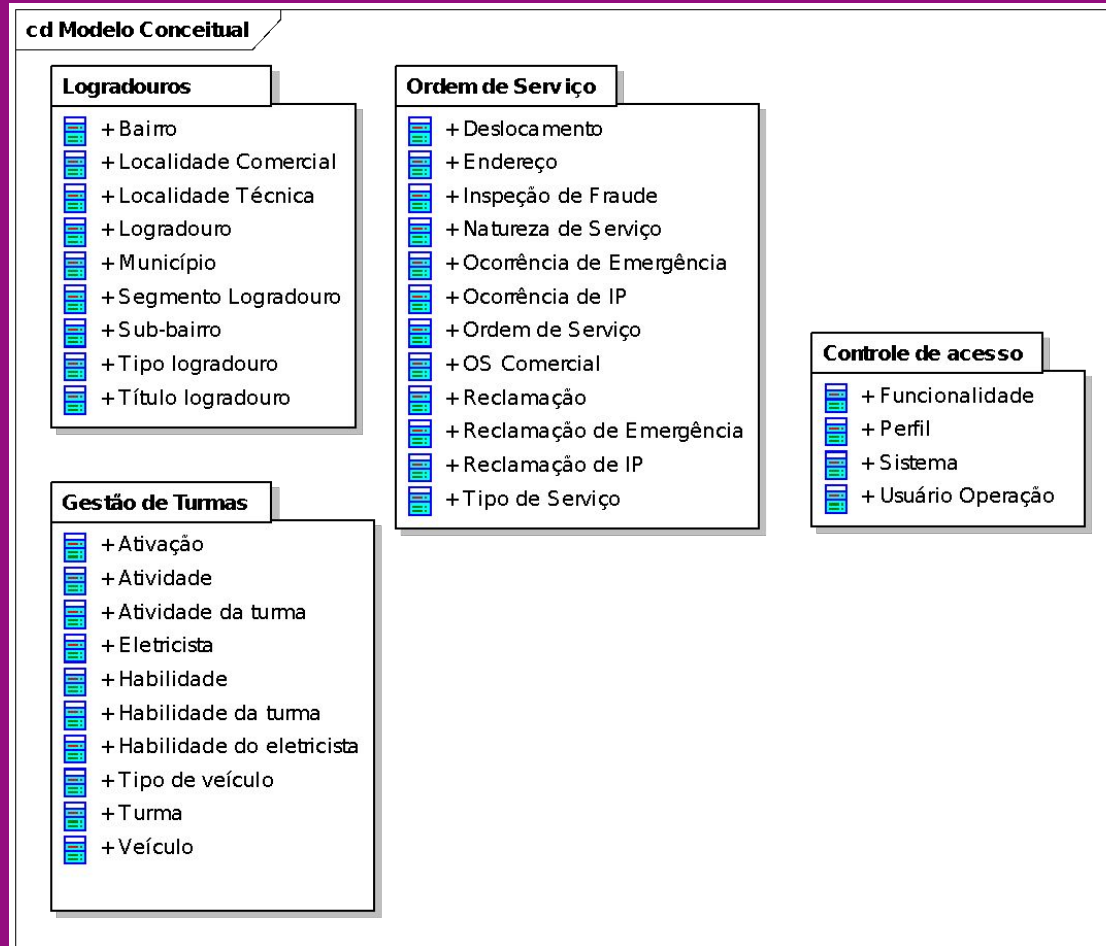 cd Modelo Conceitual
Logradouros
+Bairro
+Localidade Comercial
+Localidade Técnica
+Logradouro
+Município
+Segmento Logradouro
+Sub-bairro
+Tipo logradouro
+Título logradouro
Ordem de Serviço
+Deslocamento
+Endereço
+Inspeção de Fraude
+Natureza de Serviço
+Ocorrência de Emergência
+Ocorrência de IP
+Ordem de Serviço
+OS Comercial
+Reclamação
+Reclamação de Emergência
+Reclamação de IP
+Tipo de Serviço
Controle de acesso
+ Funcionalidade
+ Perfil
+ Sistema
+ Usuário Operação
Gestão de Turmas
+Ativação
+Atividade
+Atividade da turma
+Eletricista
+Habilidade
+Habilidade da turma
+Habilidade do eletricista
+Tipo de veículo
+Turma
+Veículo